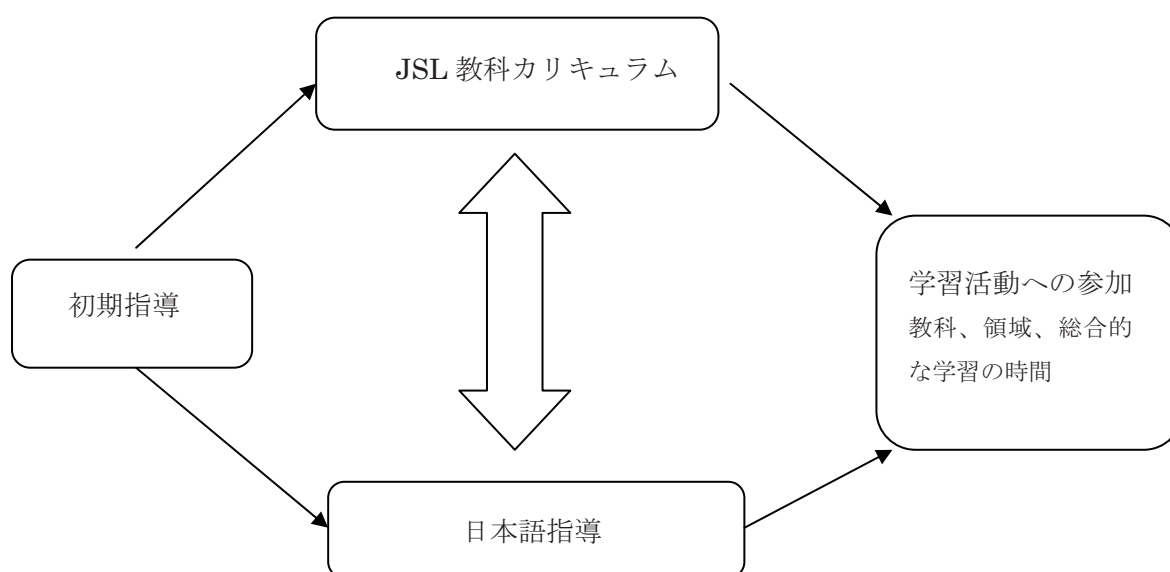 JSL 教科カリキュラム
初期指導
学習活動への参加
教科、領域、総合的
な学習の時間
日本語指導